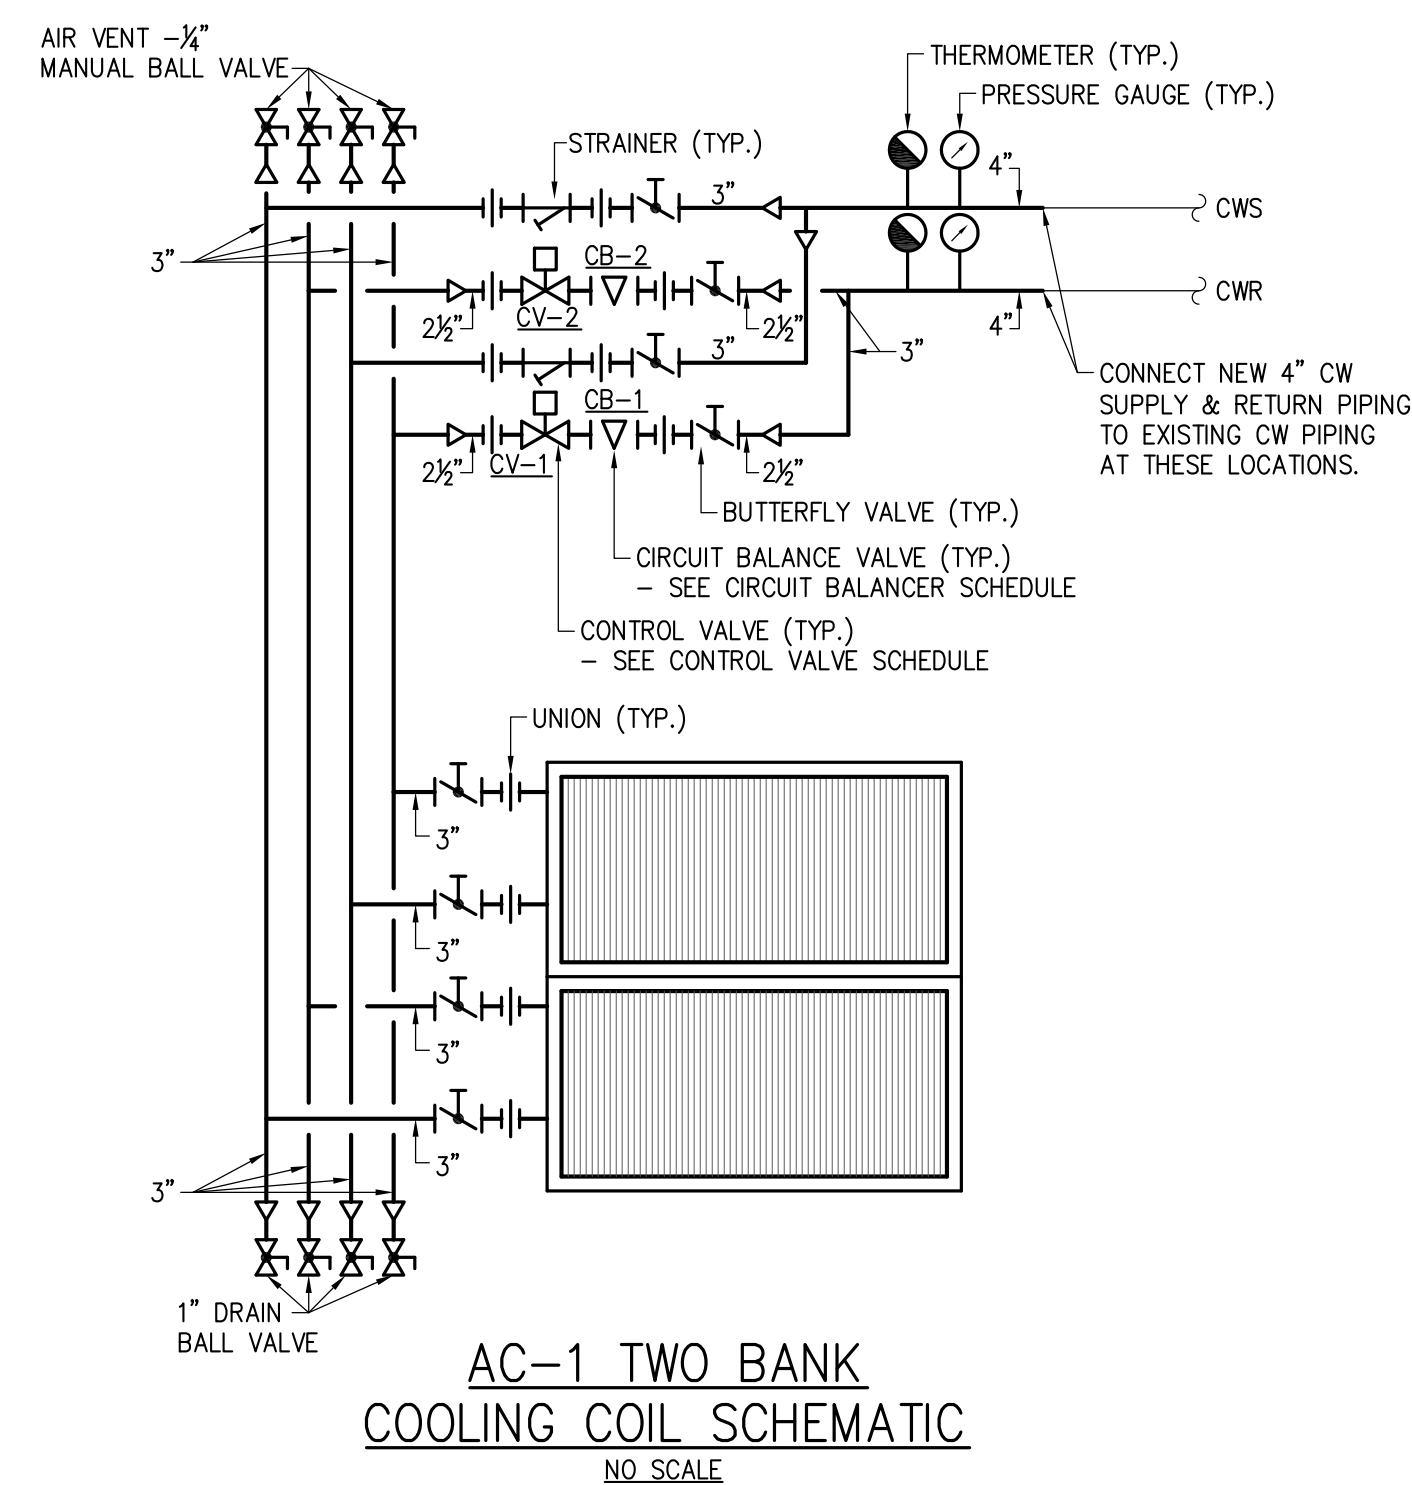 AIR VENT -¼"
MANUAL BALL VALVE
THERMOMETER (TYP.)
PRESSURE GAUGE (TYP.)
STRAINER (TYP.)
4"
3"
CWS
3"
CB-2
CWR
2½"
CV-2
2½"
4"
3"
3"
CONNECT NEW 4" CW
SUPPLY & RETURN PIPING
TO EXISTING CW PIPING
AT THESE LOCATIONS.
CB-1
2½"
CV-1
2½"
BUTTERFLY VALVE (TYP.)
CIRCUIT BALANCE VALVE (TYP.)
- SEE CIRCUIT BALANCER SCHEDULE
CONTROL VALVE (TYP.)
- SEE CONTROL VALVE SCHEDULE
UNION (TYP.)
3"
3"
3"
3"
3"
1" DRAIN
BALL VALVE
AC-1 TWO BANK
COOLING COIL SCHEMATIC
NO SCALE